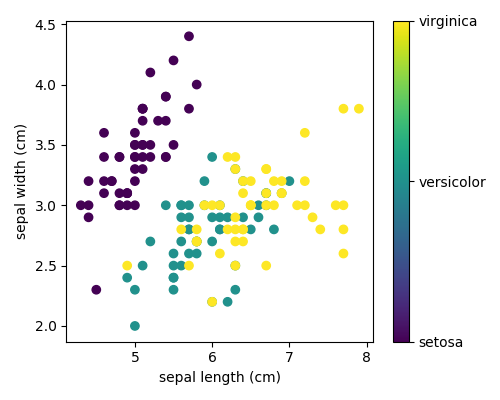 4.5
4.0
3.5
3.0
2.5
2.0
sepal width (cm)
5
6
7
8
sepal length (cm)
virginica
versicolor
setosa